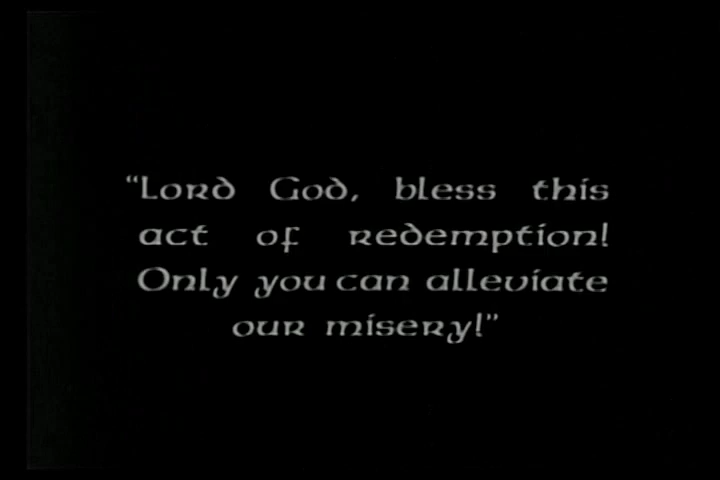 “Lord God, bless this
act of redemption!
Only you can alleviate
our misery!”